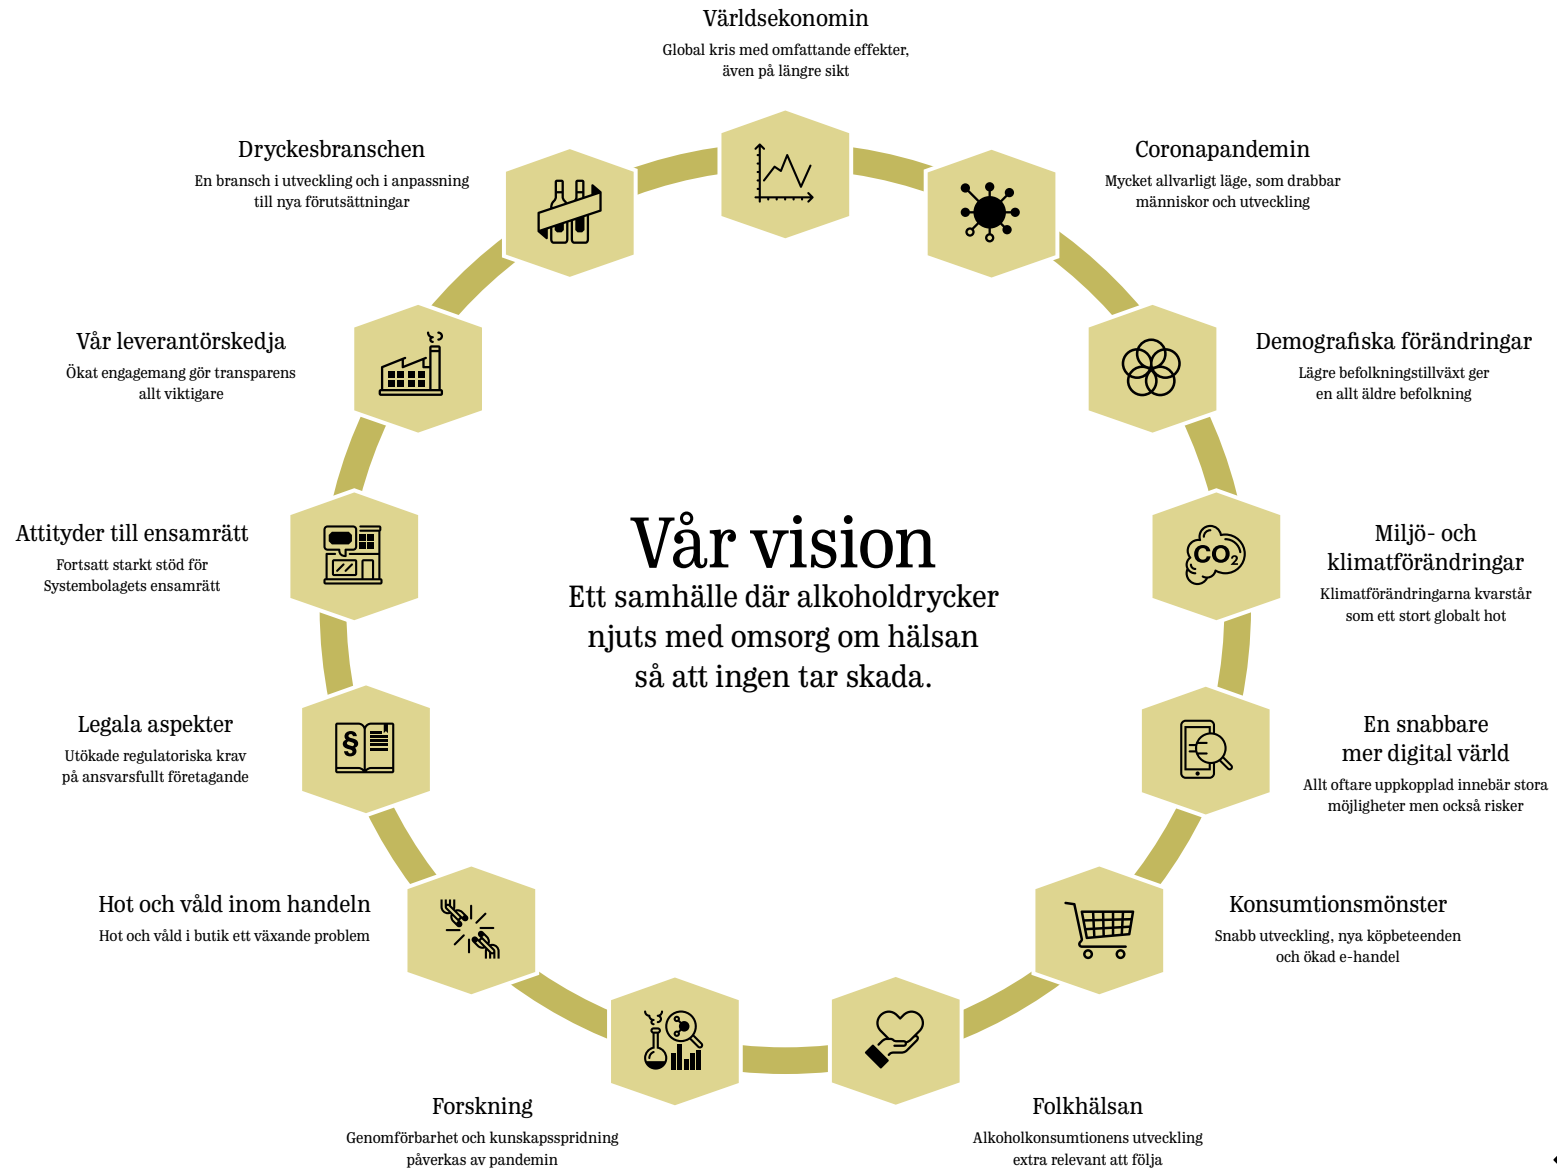 Världsekonomin
Global kris med omfattande effekter,
även på längre sikt
Dryckesbranschen
En bransch i utveckling och i anpassning
till nya förutsättningar
Coronapandemin
Mycket allvarligt läge, som drabbar
människor och utveckling
Vår leverantörskedja
Ökat engagemang gör transparens
allt viktigare
Demografiska förändringar
Lägre befolkningstillväxt ger
en allt äldre befolkning
Attityder till ensamrätt
Fortsatt starkt stöd för
Systembolagets ensamrätt
Vår vision
Ett samhälle där alkoholdrycker
njuts med omsorg om hälsan
så att ingen tar skada.
CO₂
Miljö- och
klimatförändringar
Klimatförändringarna kvarstår
som ett stort globalt hot
Legala aspekter
Utökade regulatoriska krav
på ansvarsfullt företagande
§
En snabbare
mer digital värld
Allt oftare uppkopplad innebär stora
möjligheter men också risker
Hot och våld inom handeln
Hot och våld i butik ett växande problem
Konsumtionsmönster
Snabb utveckling, nya köpbeteenden
och ökad e-handel
Forskning
Genomförbarhet och kunskapsspridning
påverkas av pandemin
Folkhälsan
Alkoholkonsumtionens utveckling
extra relevant att följa